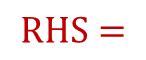 RHS =